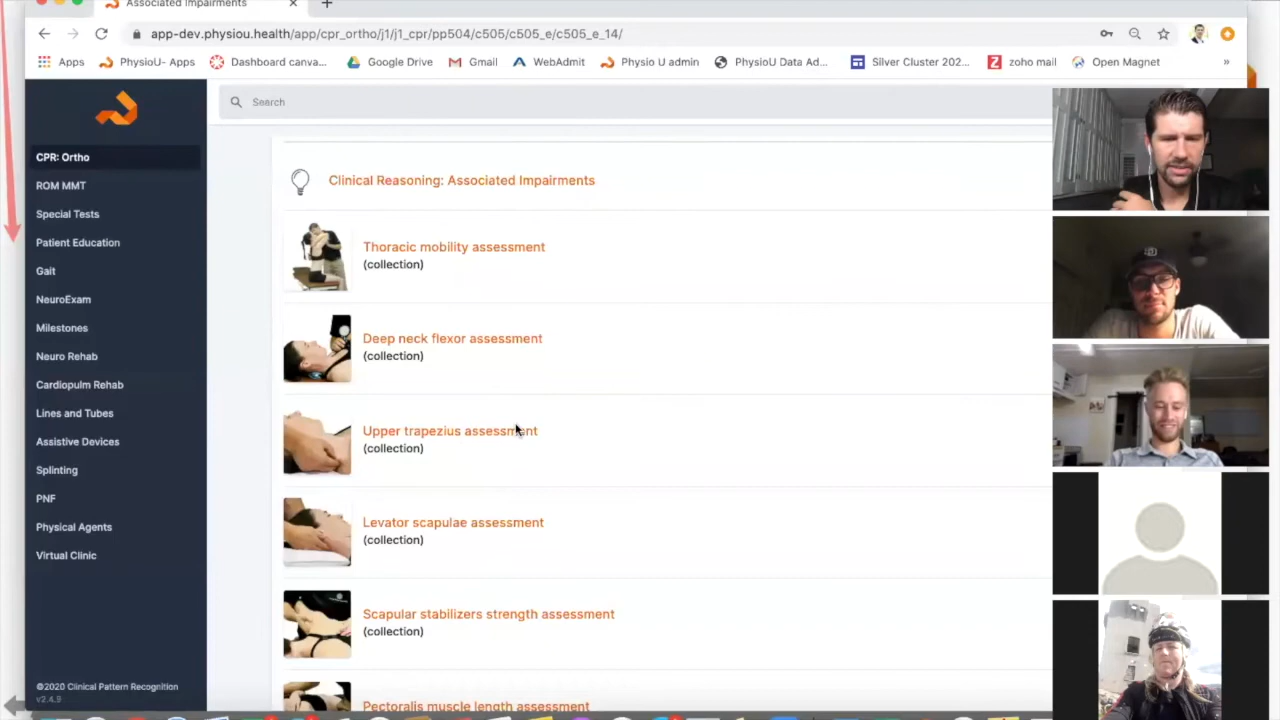 Associated Impairments
app-dev.physiou.health/app/cpr_ortho/j1/j1_cpr/pp504/c505/c505_e/c505_e_14/
Apps
PhysioU- Apps
Dashboard canva...
Google Drive
Gmail
WebAdmit
Physio U admin
PhysioU Data Ad...
Silver Cluster 202...
zoho mail
Open Magnet
»
Search
CPR: Ortho
ROM MMT
Special Tests
Patient Education
Gait
NeuroExam
Milestones
Neuro Rehab
Cardiopulm Rehab
Lines and Tubes
Assistive Devices
Splinting
PNF
Physical Agents
Virtual Clinic
©2020 Clinical Pattern Recognition
v2.4.9
Clinical Reasoning: Associated Impairments
Thoracic mobility assessment
(collection)
Deep neck flexor assessment
(collection)
Upper trapezius assessment
(collection)
Levator scapulae assessment
(collection)
Scapular stabilizers strength assessment
(collection)
Pectoralis muscle length assessment